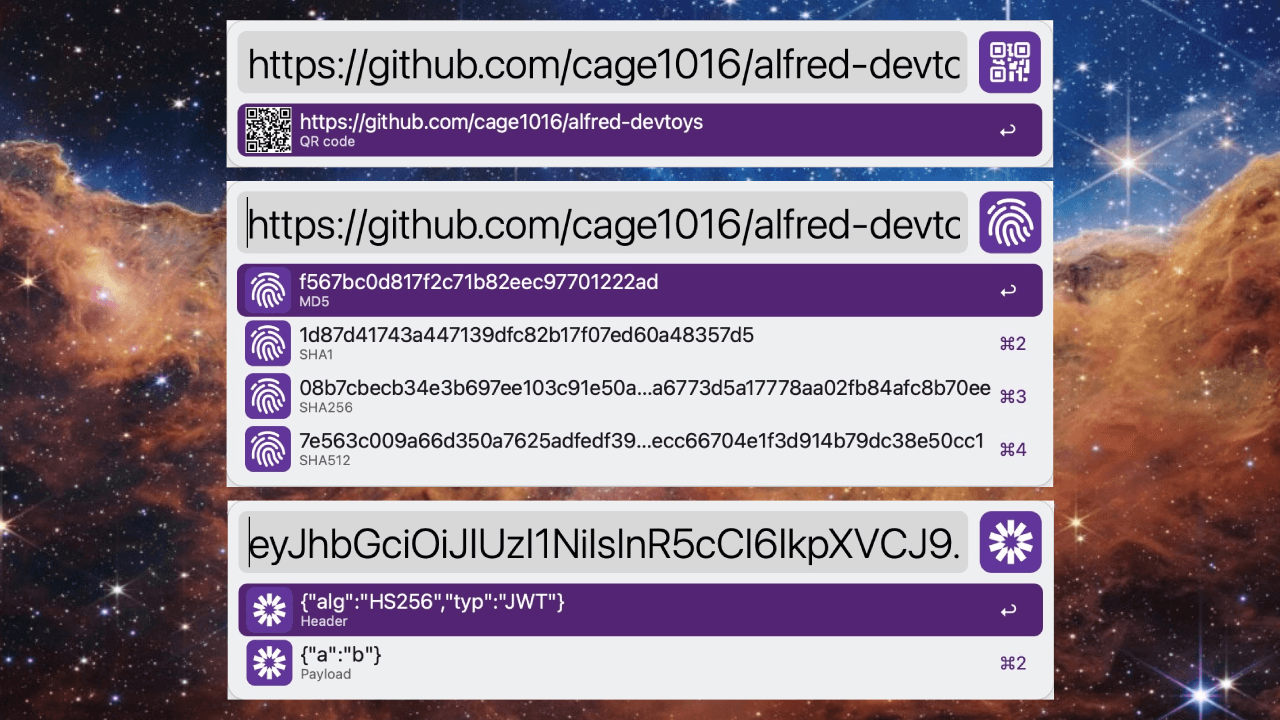 https://github.com/cage1016/alfred-devtc
https://github.com/cage1016/alfred-devtoys
QR code
↩
https://github.com/cage1016/alfred-devtc
f567bc0d817f2c71b82eec97701222ad
MD5
↩
1d87d41743a447139dfc82b17f07ed60a48357d5
SHA1
⌘2
08b7cbecb34e3b697ee103c91e50a...a6773d5a17778aa02fb84afc8b70ee
SHA256
⌘3
7e563c009a66d350a7625adfedf39...ecc66704e1f3d914b79dc38e50cc1
SHA512
⌘4
eyJhbGciOiJIUzI1NiIsInR5cCI6IkpXVCJ9.
{"alg":"HS256","typ":"JWT"}
Header
↩
{"a":"b"}
Payload
⌘2